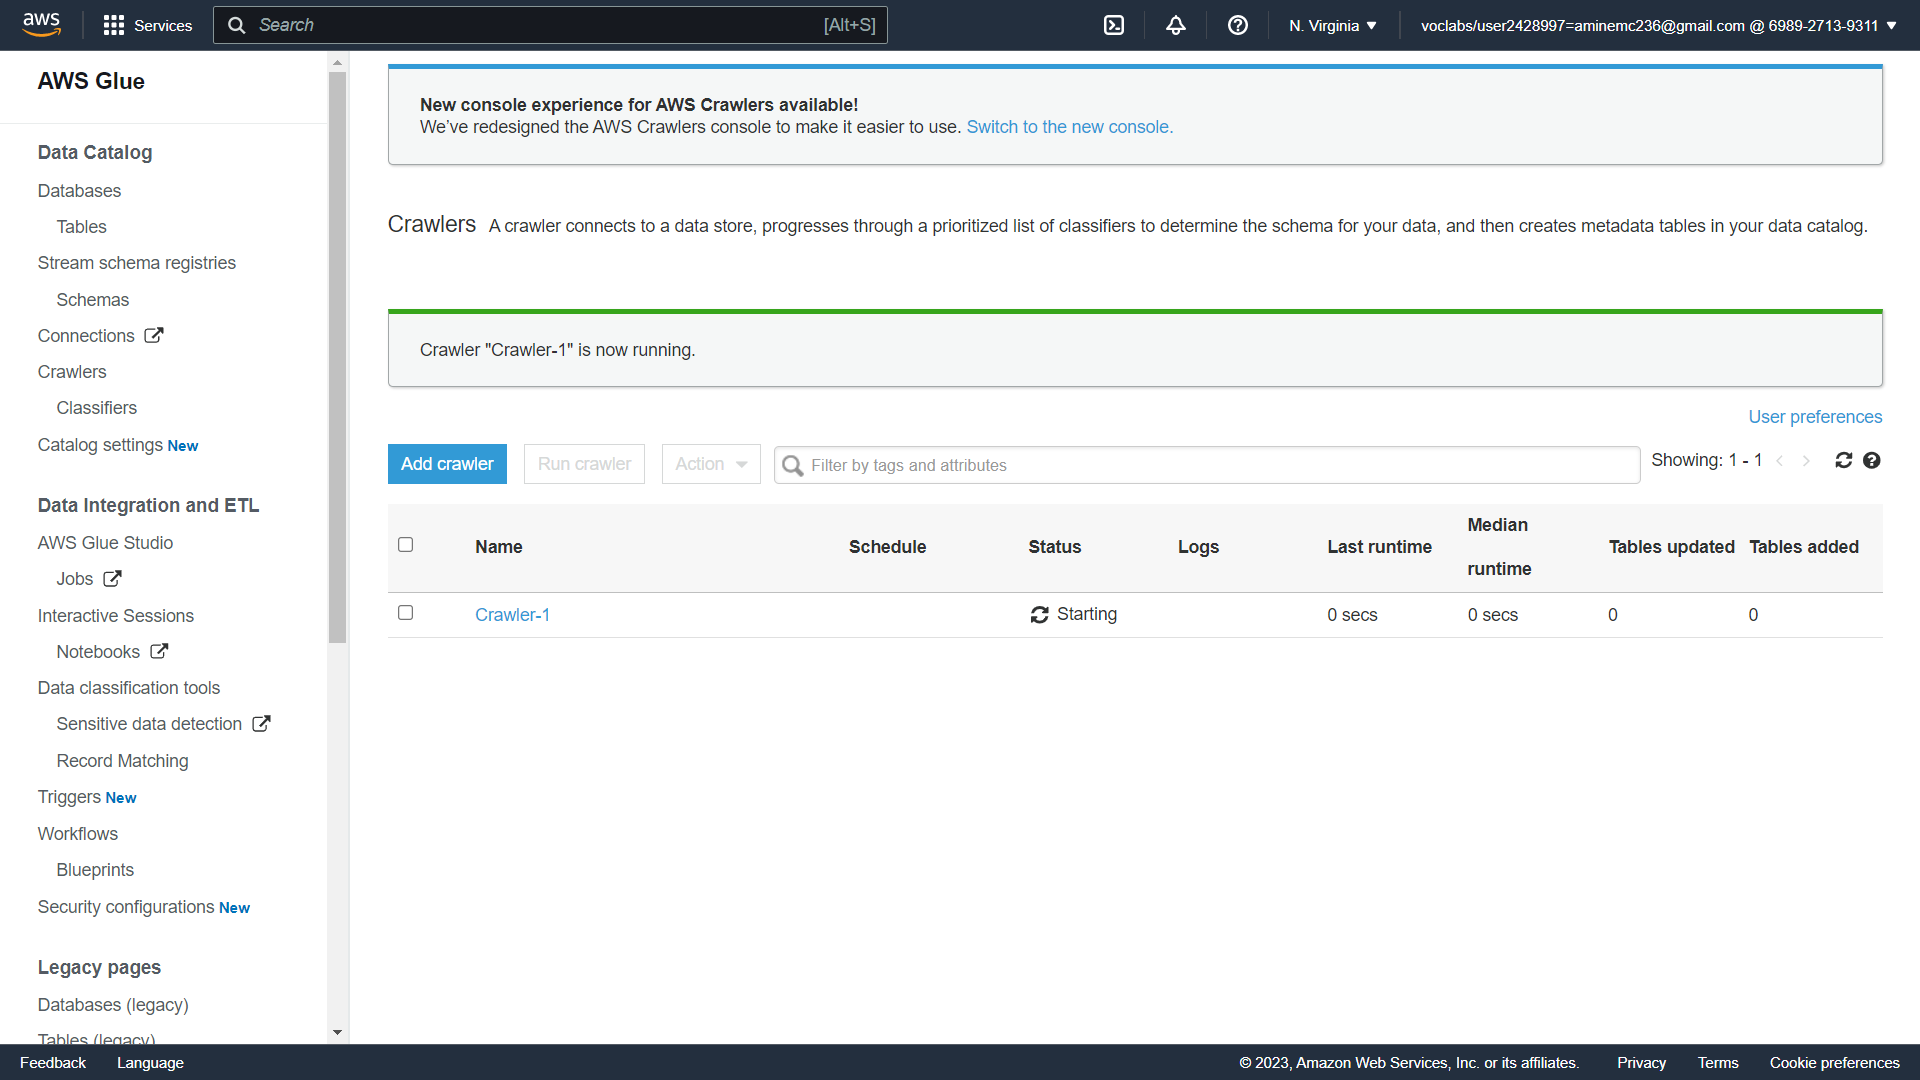 aws
Services
Search [Alt+S]
N. Virginia
voclabs/user2428997=aminemc236@gmail.com @ 6989-2713-9311
AWS Glue
Data Catalog
Databases
Tables
Stream schema registries
Schemas
Connections
Crawlers
Classifiers
Catalog settings New
Data Integration and ETL
AWS Glue Studio
Jobs
Interactive Sessions
Notebooks
Data classification tools
Sensitive data detection
Record Matching
Triggers New
Workflows
Blueprints
Security configurations New
Legacy pages
Databases (legacy)
Tables (legacy)
New console experience for AWS Crawlers available!
We've redesigned the AWS Crawlers console to make it easier to use. Switch to the new console.
Crawlers A crawler connects to a data store, progresses through a prioritized list of classifiers to determine the schema for your data, and then creates metadata tables in your data catalog.
Crawler "Crawler-1" is now running.
User preferences
Add crawler Run crawler Action Filter by tags and attributes Showing: 1 - 1
Name Schedule Status Logs Last runtime Median runtime Tables updated Tables added
Crawler-1 Starting 0 secs 0 secs 0 0
Feedback Language © 2023, Amazon Web Services, Inc. or its affiliates. Privacy Terms Cookie preferences